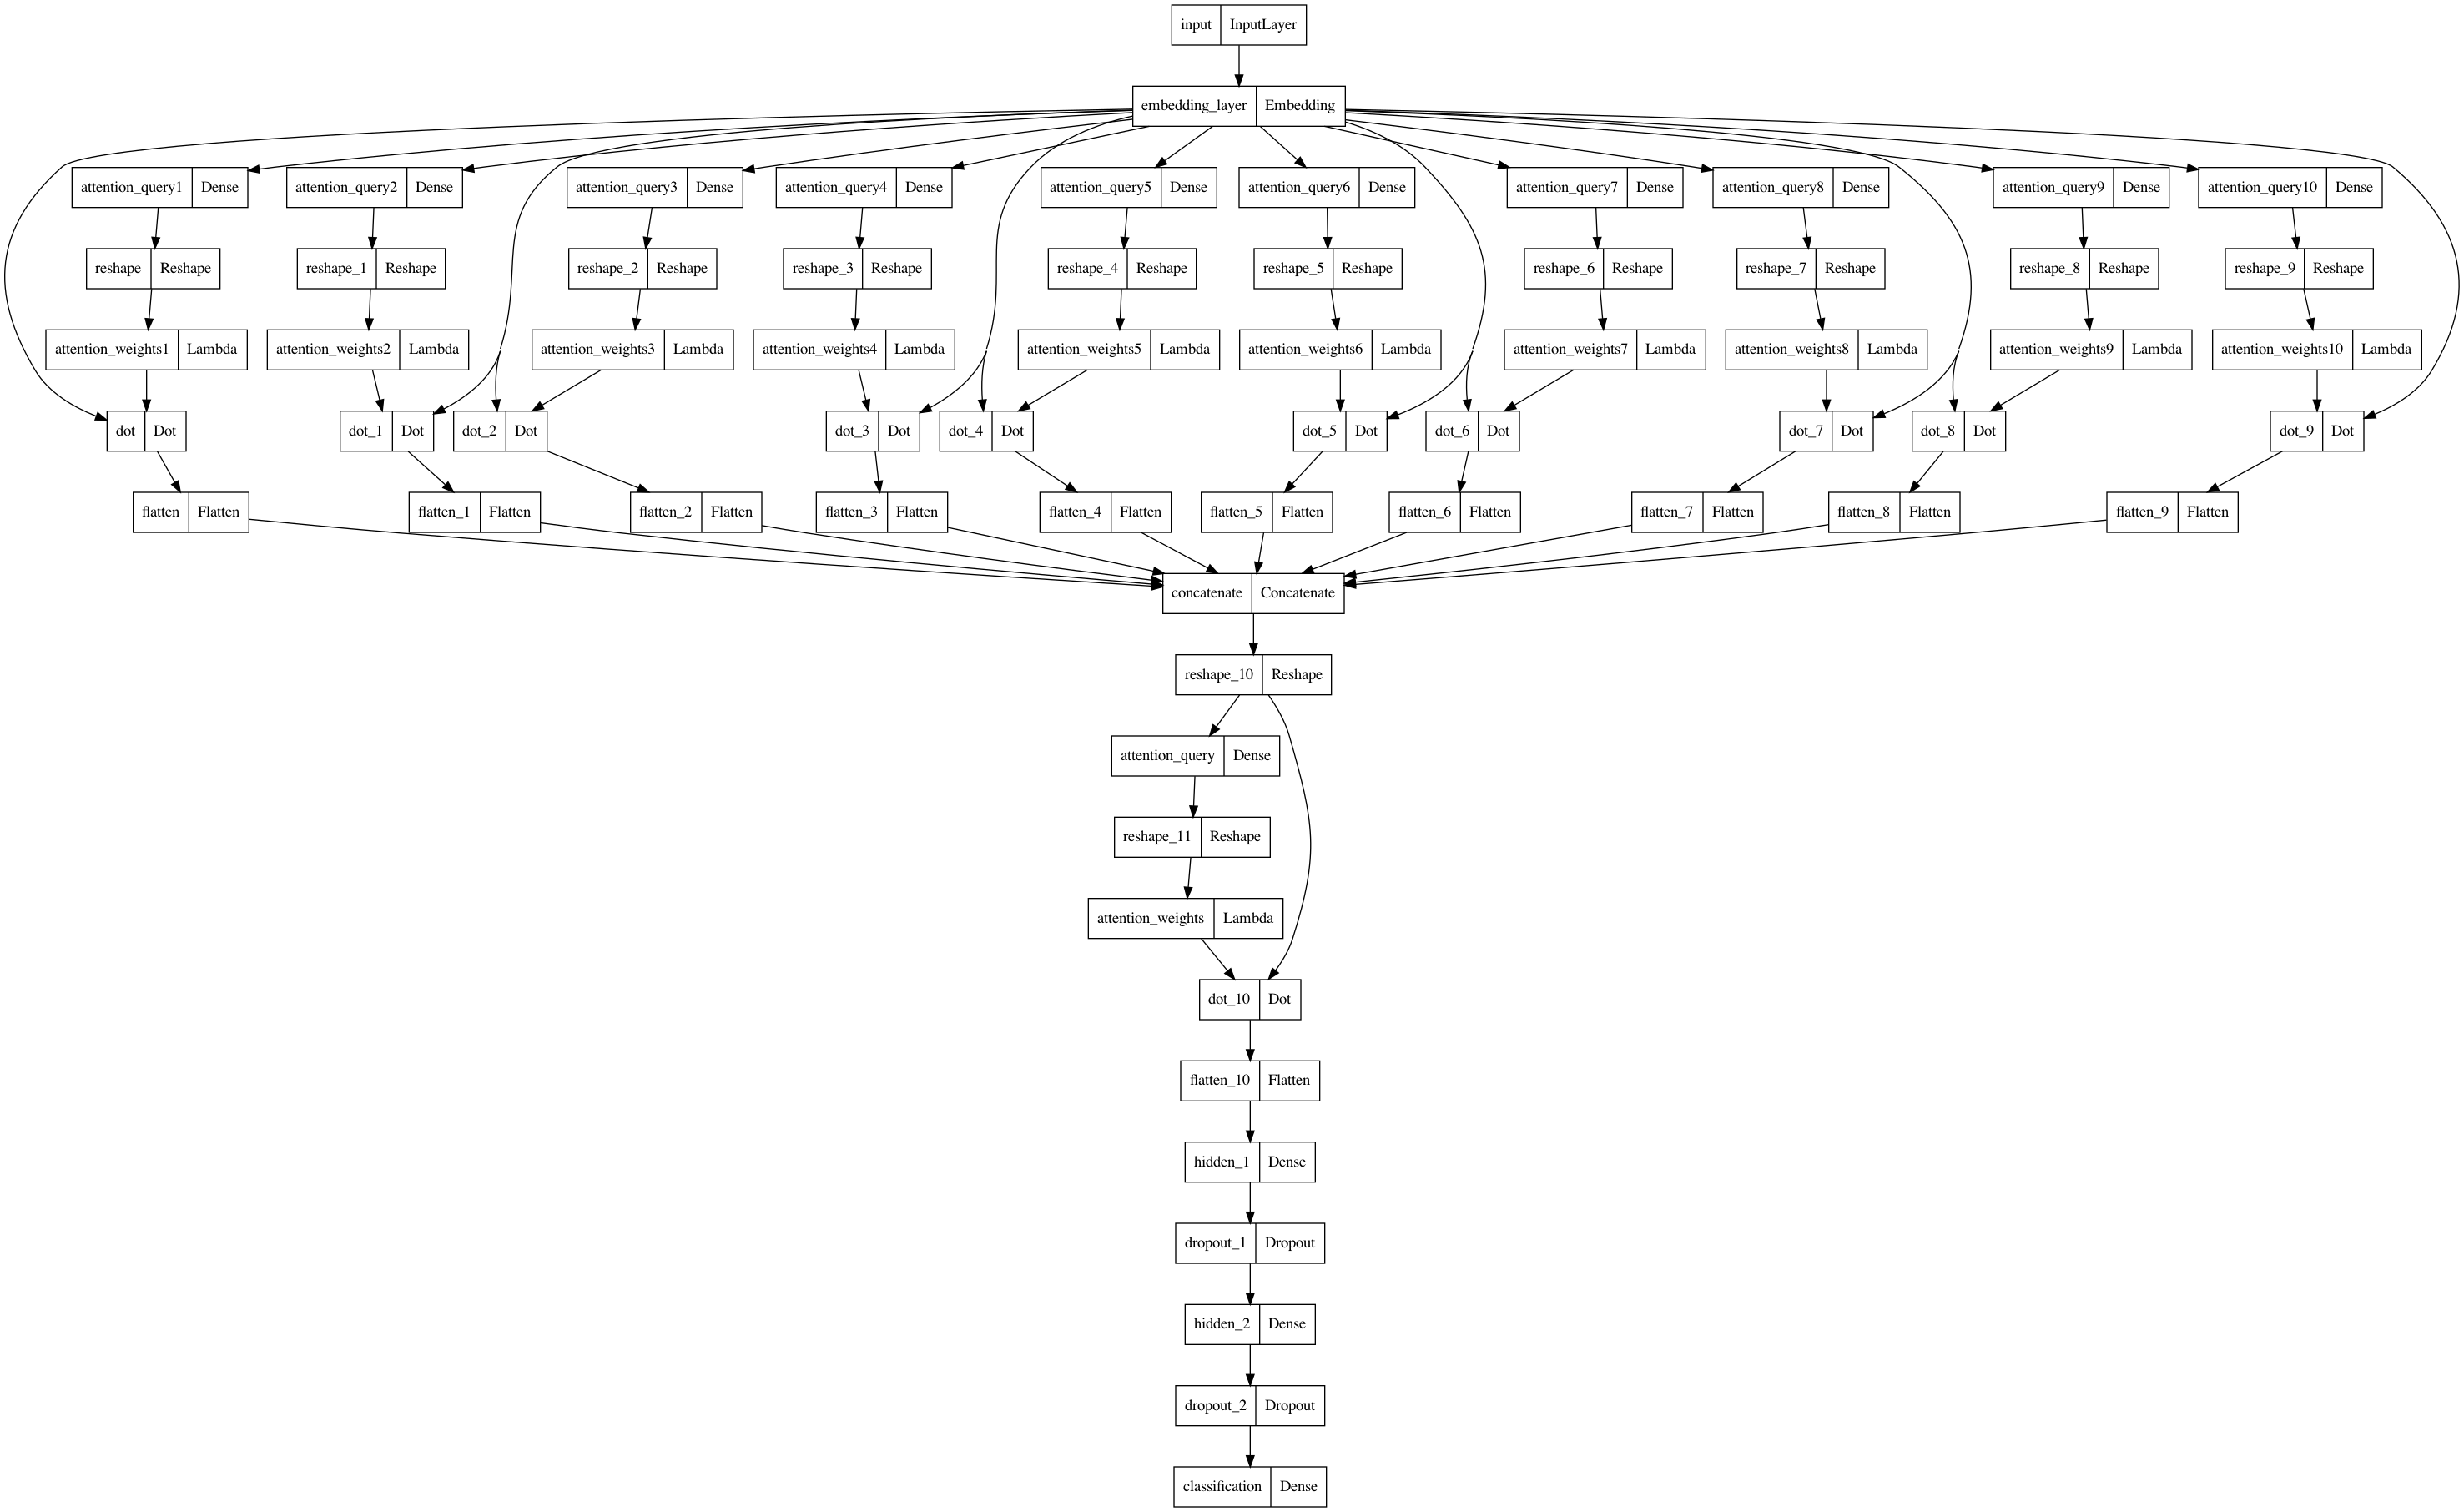 input InputLayer
embedding_layer Embedding
attention_query1 Dense attention_query2 Dense attention_query3 Dense attention_query4 Dense attention_query5 Dense attention_query6 Dense attention_query7 Dense attention_query8 Dense attention_query9 Dense attention_query10 Dense
reshape Reshape reshape_1 Reshape reshape_2 Reshape reshape_3 Reshape reshape_4 Reshape reshape_5 Reshape reshape_6 Reshape reshape_7 Reshape reshape_8 Reshape reshape_9 Reshape
attention_weights1 Lambda attention_weights2 Lambda attention_weights3 Lambda attention_weights4 Lambda attention_weights5 Lambda attention_weights6 Lambda attention_weights7 Lambda attention_weights8 Lambda attention_weights9 Lambda attention_weights10 Lambda
dot Dot dot_1 Dot dot_2 Dot dot_3 Dot dot_4 Dot dot_5 Dot dot_6 Dot dot_7 Dot dot_8 Dot dot_9 Dot
flatten Flatten flatten_1 Flatten flatten_2 Flatten flatten_3 Flatten flatten_4 Flatten flatten_5 Flatten flatten_6 Flatten flatten_7 Flatten flatten_8 Flatten flatten_9 Flatten
concatenate Concatenate
reshape_10 Reshape
attention_query Dense
reshape_11 Reshape
attention_weights Lambda
dot_10 Dot
flatten_10 Flatten
hidden_1 Dense
dropout_1 Dropout
hidden_2 Dense
dropout_2 Dropout
classification Dense